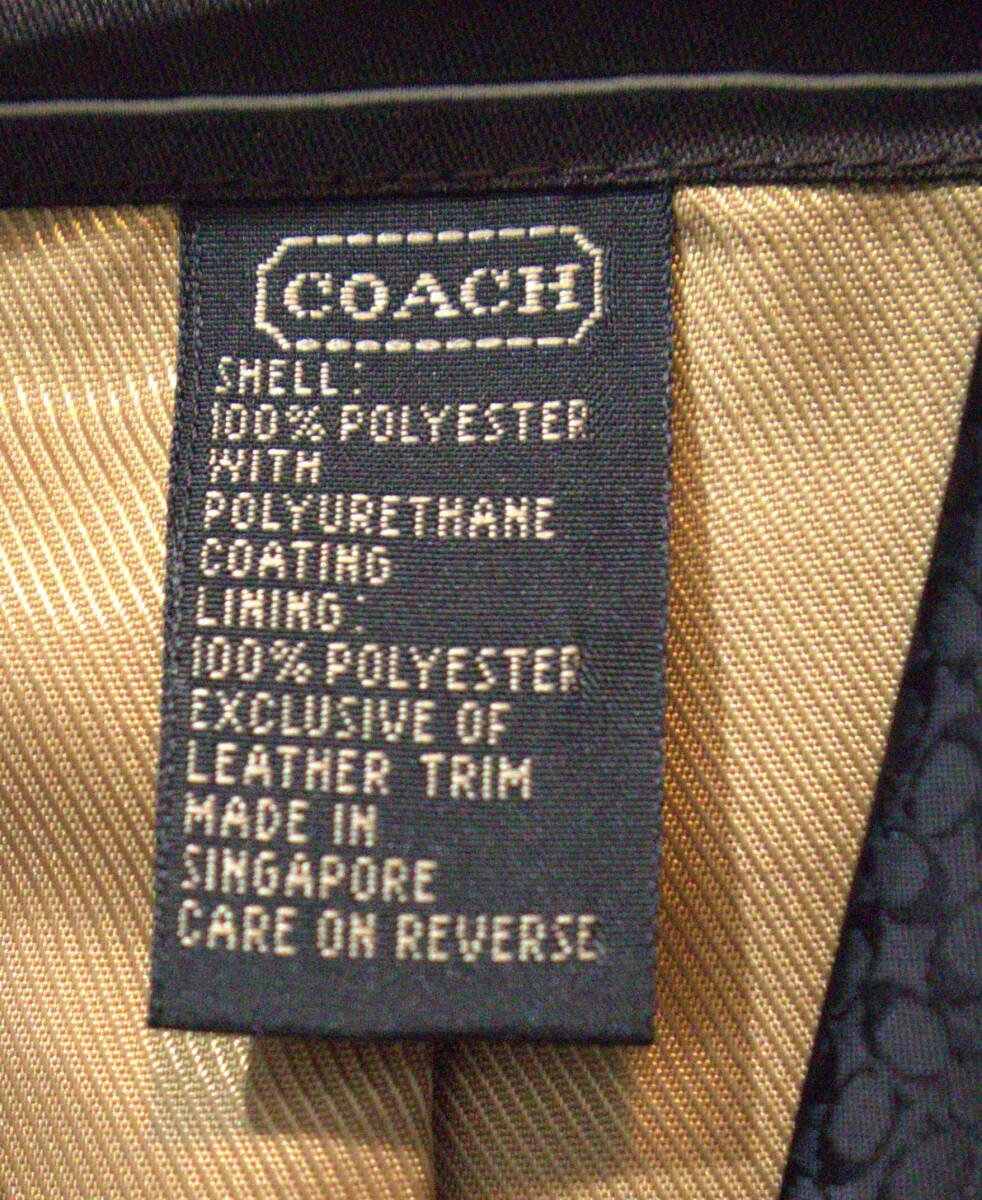 COACH
SHELL:
100% POLYESTER
WITH
POLYURETHANE
COATING
LINING:
100% POLYESTER
EXCLUSIVE OF
LEATHER TRIM
MADE IN
SINGAPORE
CARE ON REVERSE